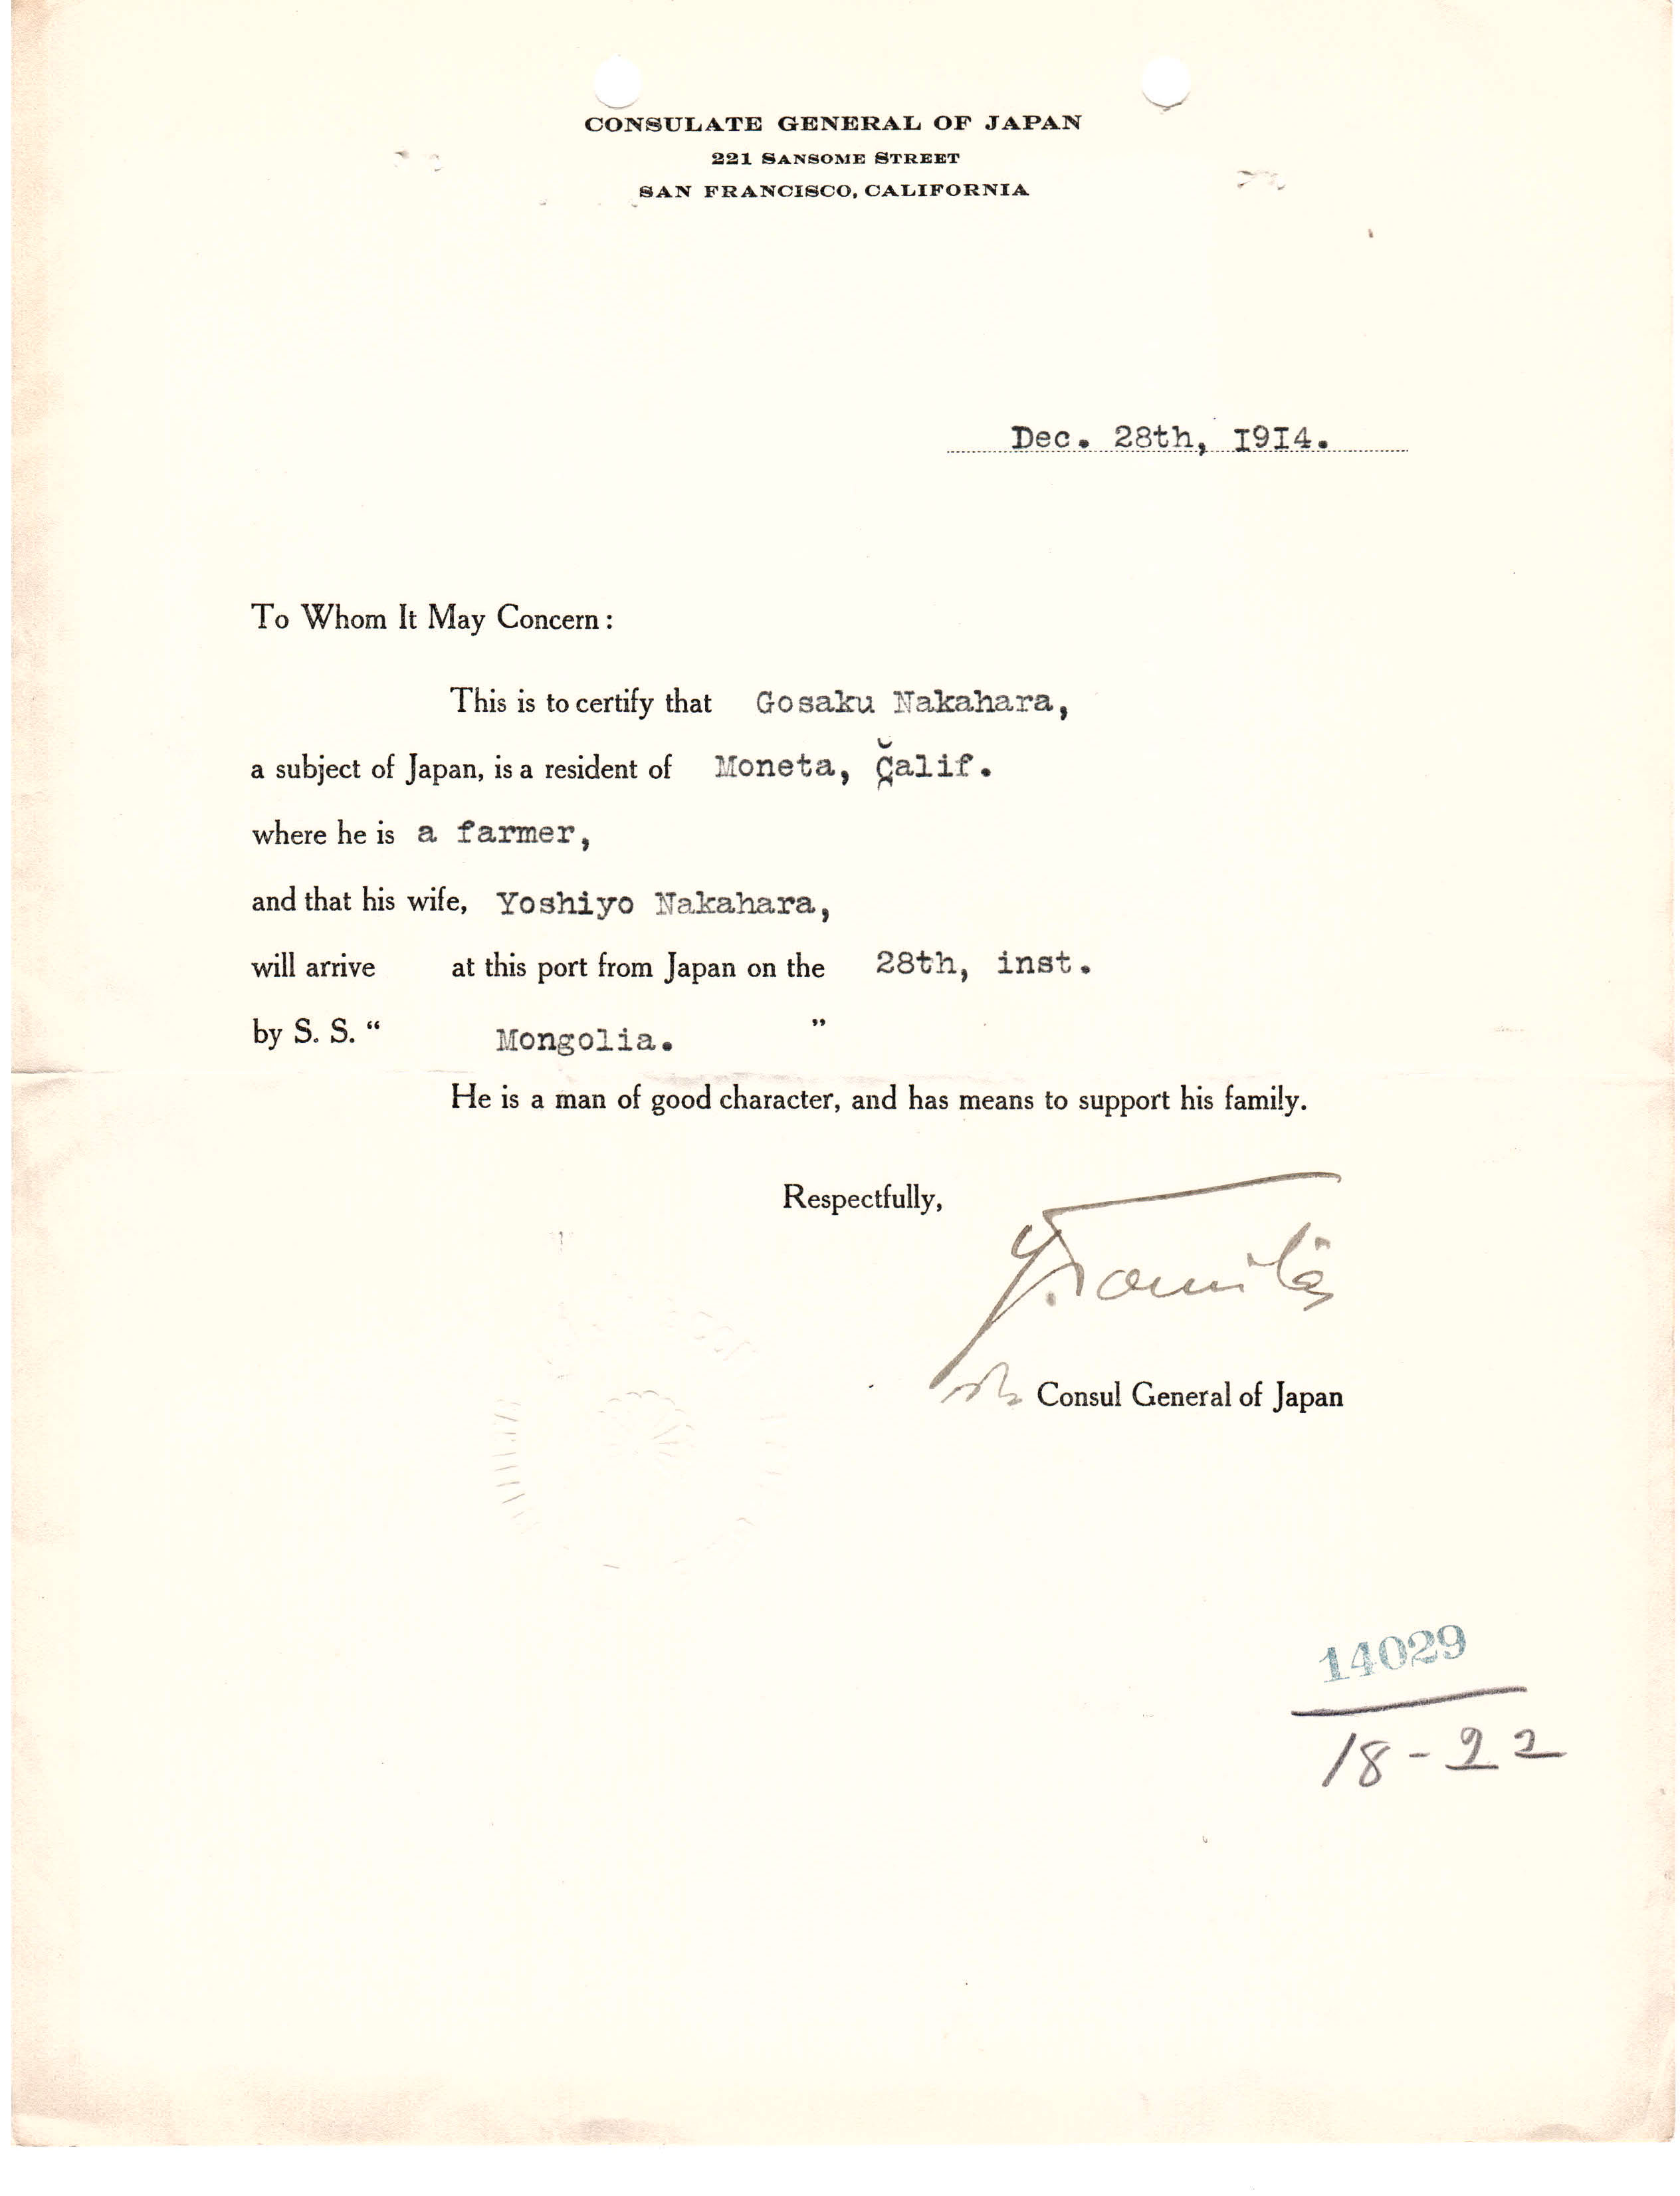 CONSULATE GENERAL OF JAPAN
221 SANSOME STREET
SAN FRANCISCO, CALIFORNIA
Dec. 28th, 1914.
To Whom It May Concern:
This is to certify that Gosaku Nakahara,
a subject of Japan, is a resident of Moneta, Calif.
where he is a farmer,
and that his wife, Yoshiyo Nakahara,
will arrive at this port from Japan on the 28th, inst.
by S. S. “ Mongolia. ”
He is a man of good character, and has means to support his family.
Respectfully,
Consul General of Japan
14029
18-22